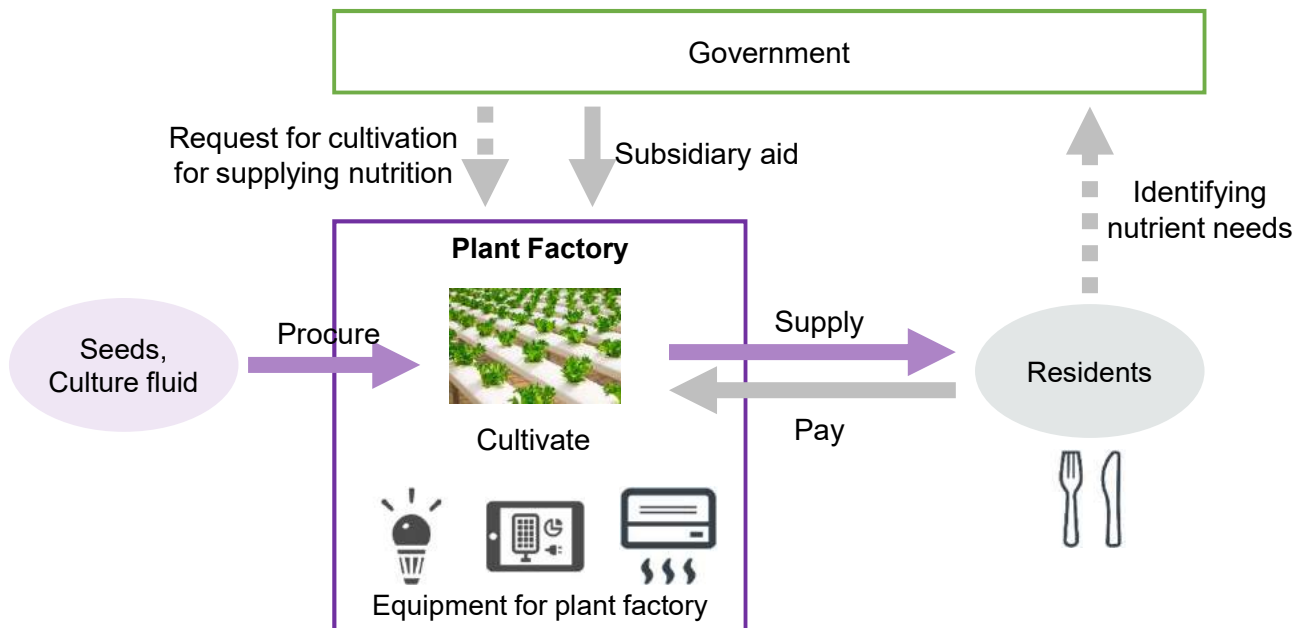 Government
Request for cultivation
for supplying nutrition
Subsidiary aid
Identifying
nutrient needs
Plant Factory
Seeds,
Culture fluid
Procure
Cultivate
Supply
Pay
Residents
Equipment for plant factory